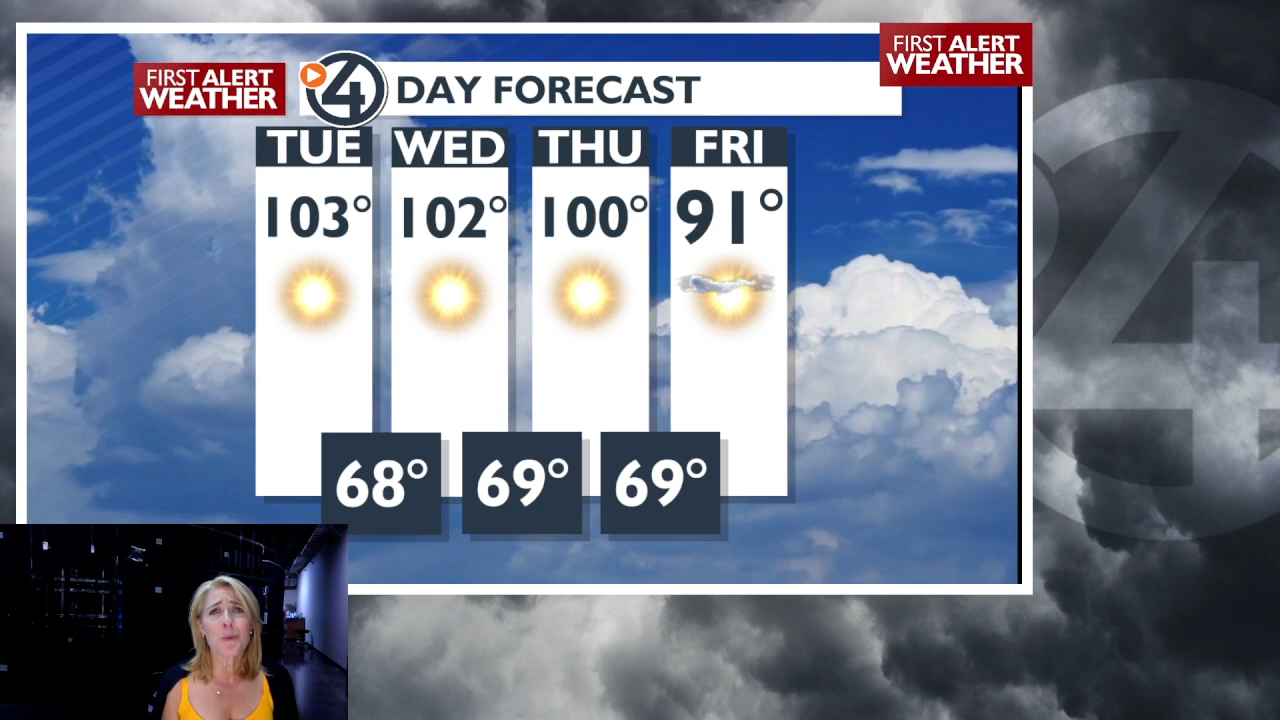 FIRST ALERT
WEATHER
4 DAY FORECAST
FIRST ALERT
WEATHER
TUE WED THU FRI
103° 102° 100° 91°
68° 69° 69°
4